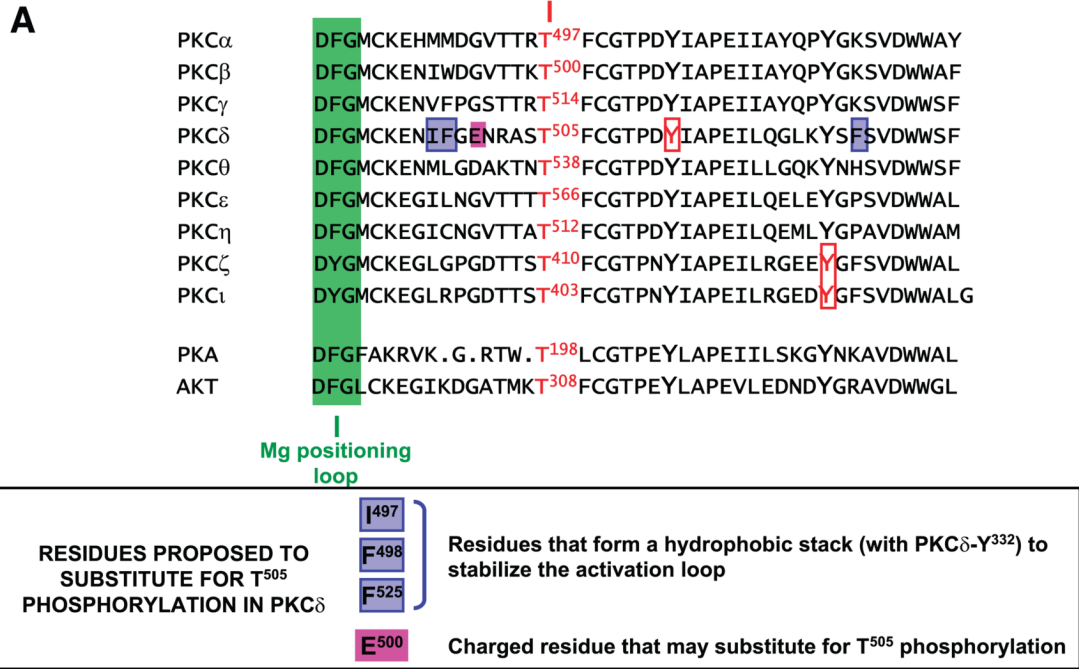 A
PKCα DFGMCKEHMMDGVTTRT497FCGTPDYIAPEIIAYQPYGKSVDWWAY
PKCβ DFGMCKENIWDGVTTKT500FCGTPDYIAPEIIAYQPYGKSVDWWAF
PKCγ DFGMCKENVFPGSTTRT514FCGTPDYIAPEIIAYQPYGKSVDWWSF
PKCδ DFGMCKENIFGENRAST505FCGTPDYIAPEILQGLKYSFSVDWWSF
PKCθ DFGMCKENMLGDAKTNT538FCGTPDYIAPEILLGQKYNHSVDWWSF
PKCε DFGMCKEGILNGVTTTT566FCGTPDYIAPEILQELEYGPSVDWWAL
PKCη DFGMCKEGICNGVTTAT512FCGTPDYIAPEILQEMLYGPAVDWWAM
PKCζ DYGMCKEGLGPGDTTST410FCGTPNYIAPEILRGEEYGFSVDWWAL
PKCι DYGMCKEGLRPGDTTST403FCGTPNYIAPEILRGEDYGFSVDWWALG
PKA DFGFAKRVK.G.RTW.T198LCGTPEYLAPEIILSKGYNKAVDWWAL
AKT DFGLCKEGIKDGATMKT308FCGTPEYLAPEVLEDNDYGRAVDWWGL
Mg positioning
loop
RESIDUES PROPOSED TO
SUBSTITUTE FOR T505
PHOSPHORYLATION IN PKCδ
I497
F498
F525
Residues that form a hydrophobic stack (with PKCδ-Y332) to
stabilize the activation loop
E500
Charged residue that may substitute for T505 phosphorylation